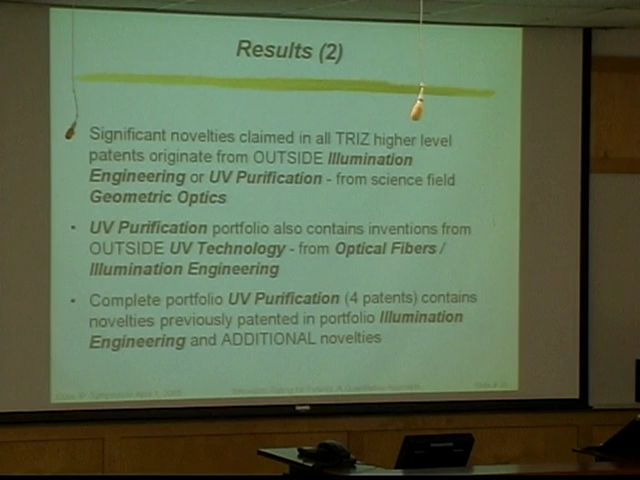 Results (2)
Significant novelties claimed in all TRIZ higher level
patents originate from OUTSIDE Illumination
Engineering or UV Purification - from science field
Geometric Optics
• UV Purification portfolio also contains inventions from
OUTSIDE UV Technology - from Optical Fibers /
Illumination Engineering
• Complete portfolio UV Purification (4 patents) contains
novelties previously patented in portfolio Illumination
Engineering and ADDITIONAL novelties